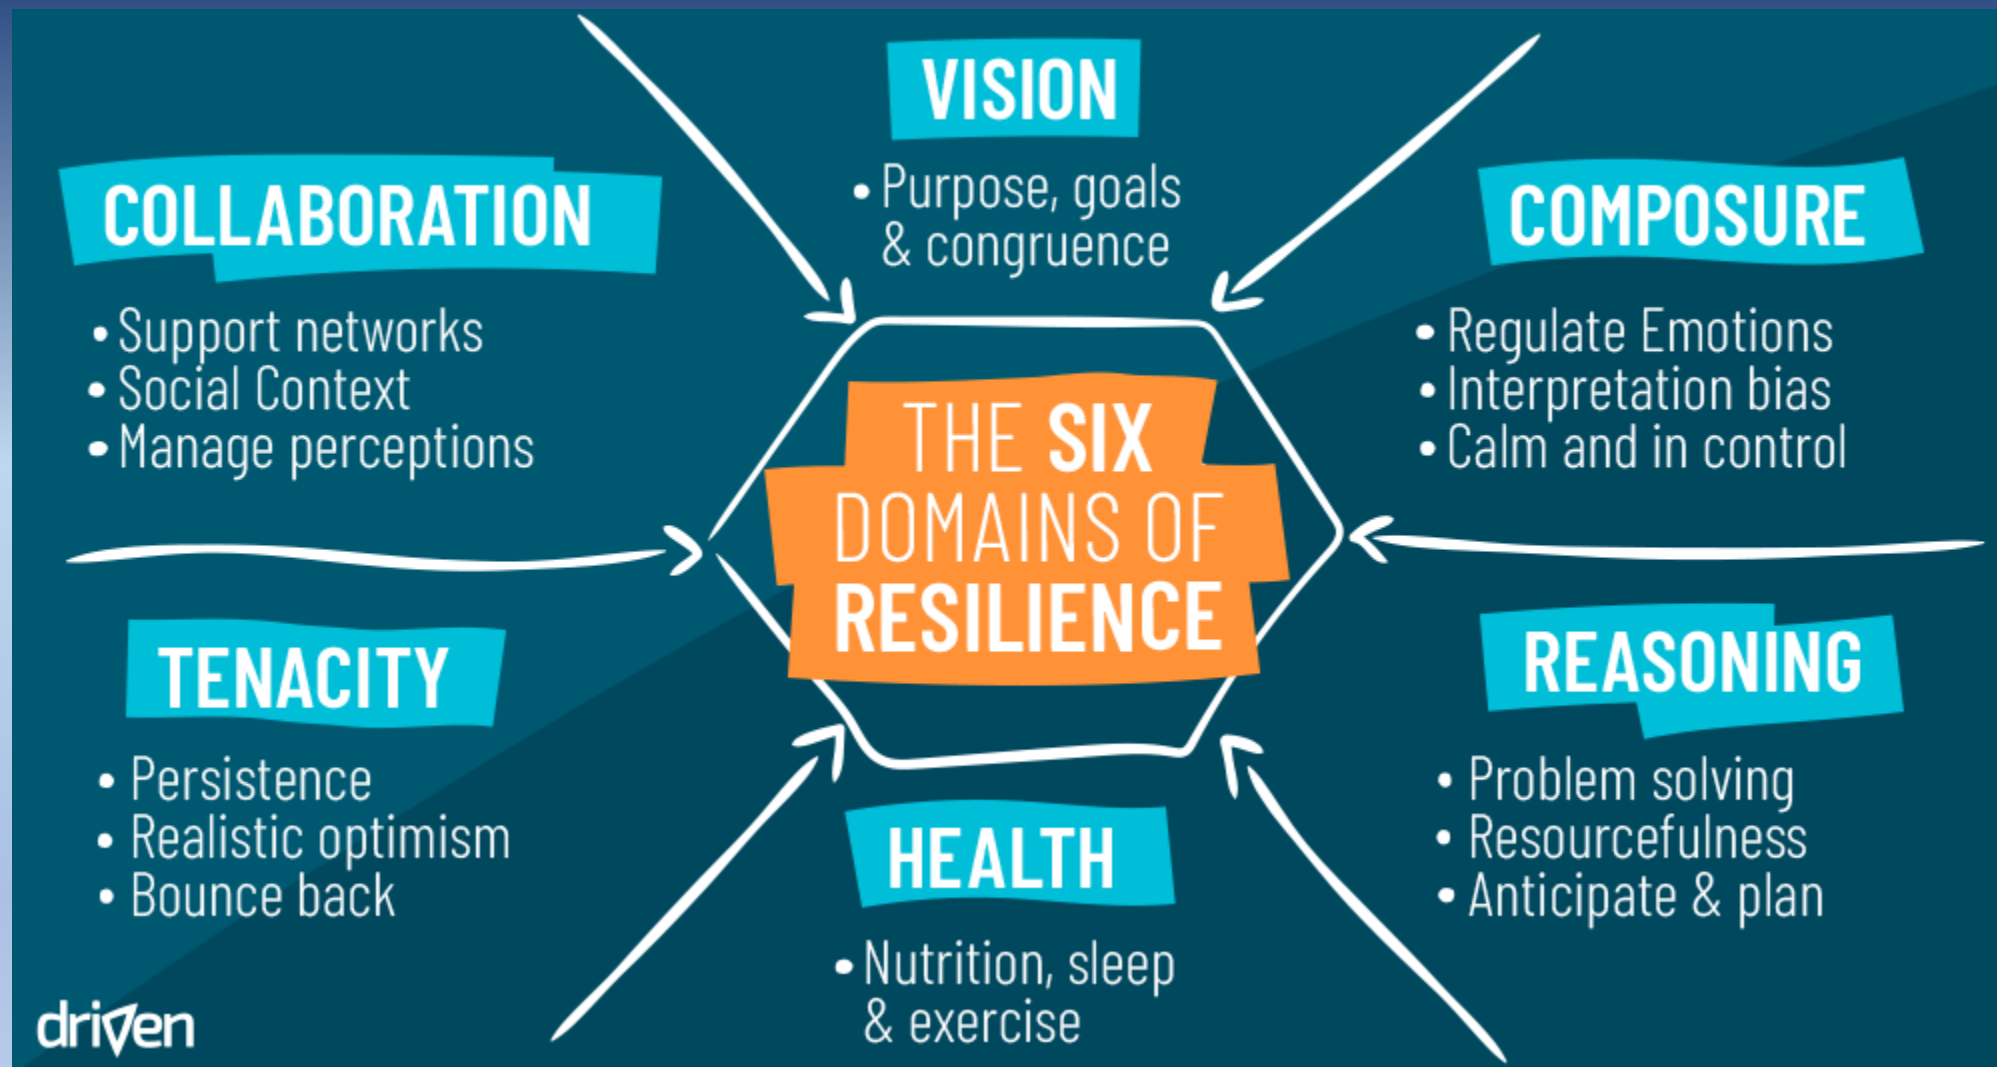 VISION
• Purpose, goals
& congruence
COLLABORATION
• Support networks
• Social Context
• Manage perceptions
COMPOSURE
• Regulate Emotions
• Interpretation bias
• Calm and in control
THE SIX
DOMAINS OF
RESILIENCE
TENACITY
• Persistence
• Realistic optimism
• Bounce back
REASONING
• Problem solving
• Resourcefulness
• Anticipate & plan
HEALTH
• Nutrition, sleep
& exercise
driven